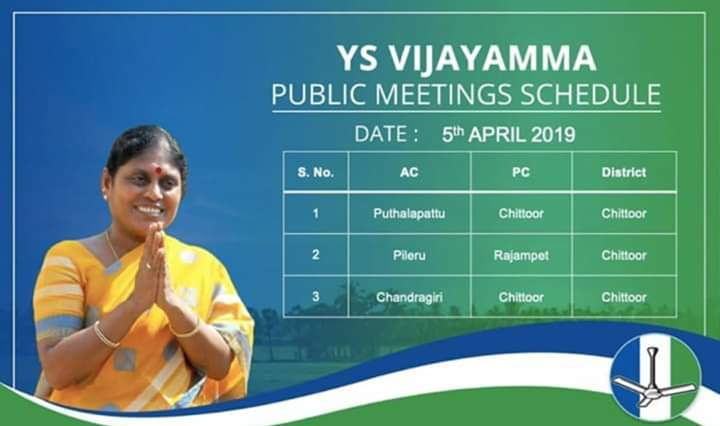 YS VIJAYAMMA
PUBLIC MEETINGS SCHEDULE
DATE : 5th APRIL 2019
S. No. AC PC District
1 Puthalapattu Chittoor Chittoor
2 Pileru Rajampet Chittoor
3 Chandragiri Chittoor Chittoor